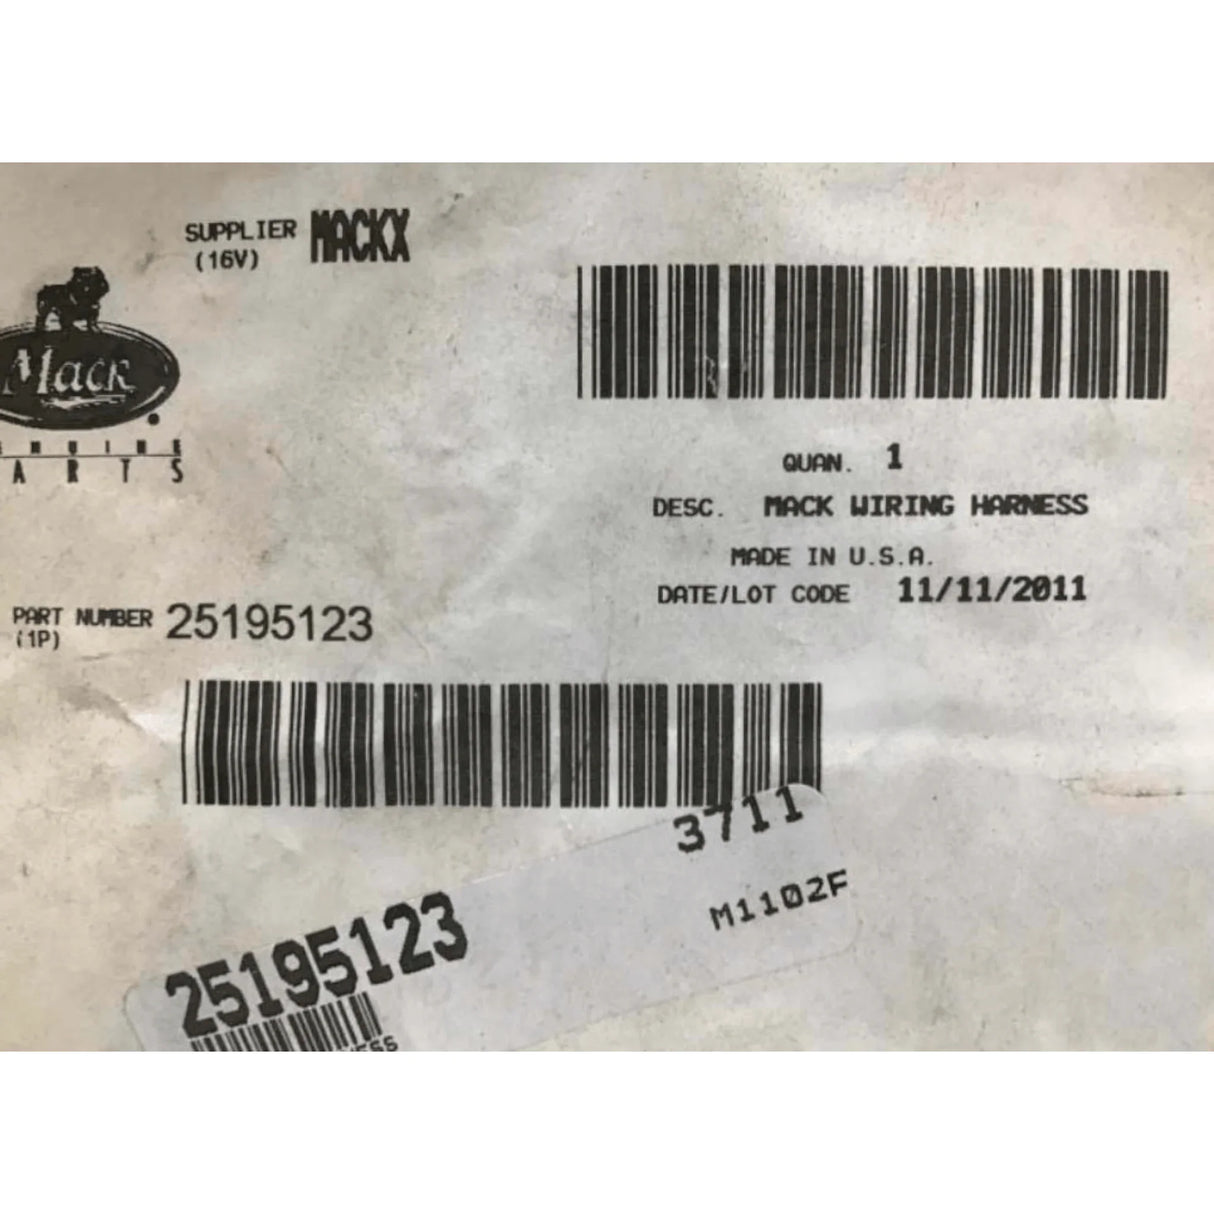 SUPPLIER MACKX
(16V)
Mack
PARTS
QUAN. 1
DESC. MACK WIRING HARNESS
MADE IN U.S.A.
DATE/LOT CODE 11/11/2011
PART NUMBER 25195123
(1P)
3711
M1102F
25195123